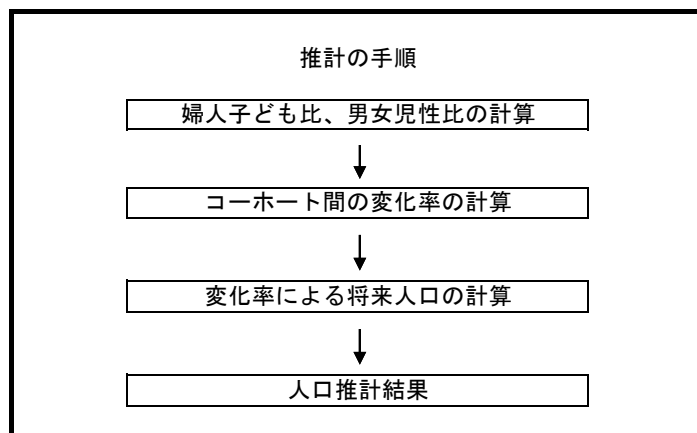 推計の手順
婦人子ども比、男女児性比の計算
コーホート間の変化率の計算
変化率による将来人口の計算
人口推計結果